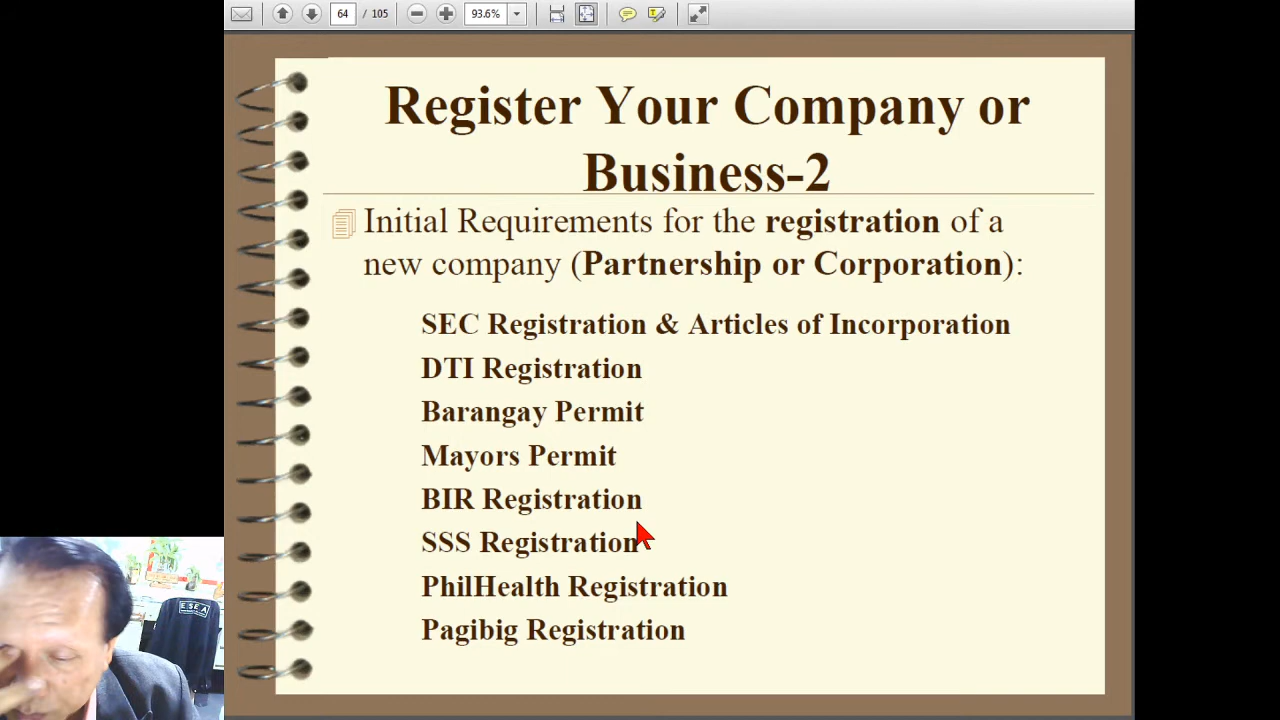 64 / 105
93.6%
Register Your Company or
Business-2
Initial Requirements for the registration of a
new company (Partnership or Corporation):
SEC Registration & Articles of Incorporation
DTI Registration
Barangay Permit
Mayors Permit
BIR Registration
SSS Registration
PhilHealth Registration
Pagibig Registration
ESEA